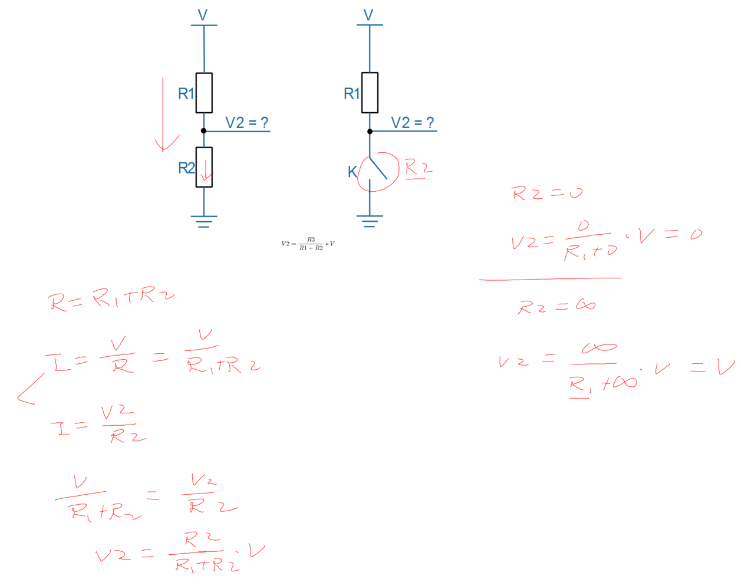 V
V
R1
R1
V2 = ?
V2 = ?
R2
K
R2
V2 = R2 / (R1 + R2) * V
R = R1 + R2
I = V / R = V / (R1 + R2)
I = V2 / R2
V / (R1 + R2) = V2 / R2
V2 = R2 / (R1 + R2) · V
R2 = 0
V2 = 0 / (R1 + 0) · V = 0
R2 = ∞
V2 = ∞ / (R1 + ∞) · V = V